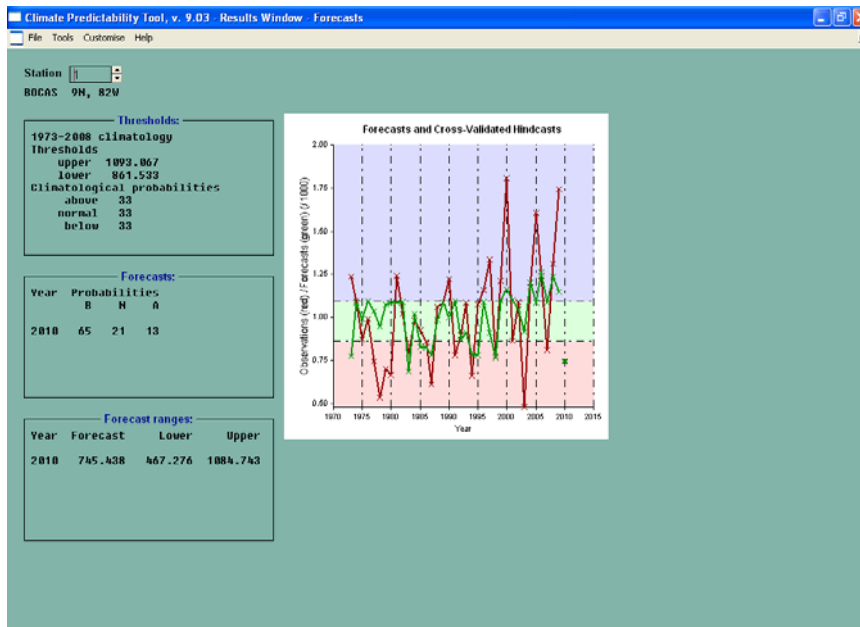 Climate Predictability Tool, v. 9.03 - Results Window - Forecasts
File Tools Customise Help
Station 1
BOCAS 9N, 82W
Thresholds:
1973-2008 climatology
Thresholds
upper 1093.067
lower 861.533
Climatological probabilities
above 33
normal 33
below 33
Forecasts:
Year Probabilities
B N A
2010 65 21 13
Forecast ranges:
Year Forecast Lower Upper
2010 745.438 467.276 1084.743
Forecasts and Cross-Validated Hindcasts
Observations (red) / Forecasts (green) (/ 1000)
2.00
1.75
1.50
1.25
1.00
0.75
0.50
1970 1975 1980 1985 1990 1995 2000 2005 2010 2015
Year